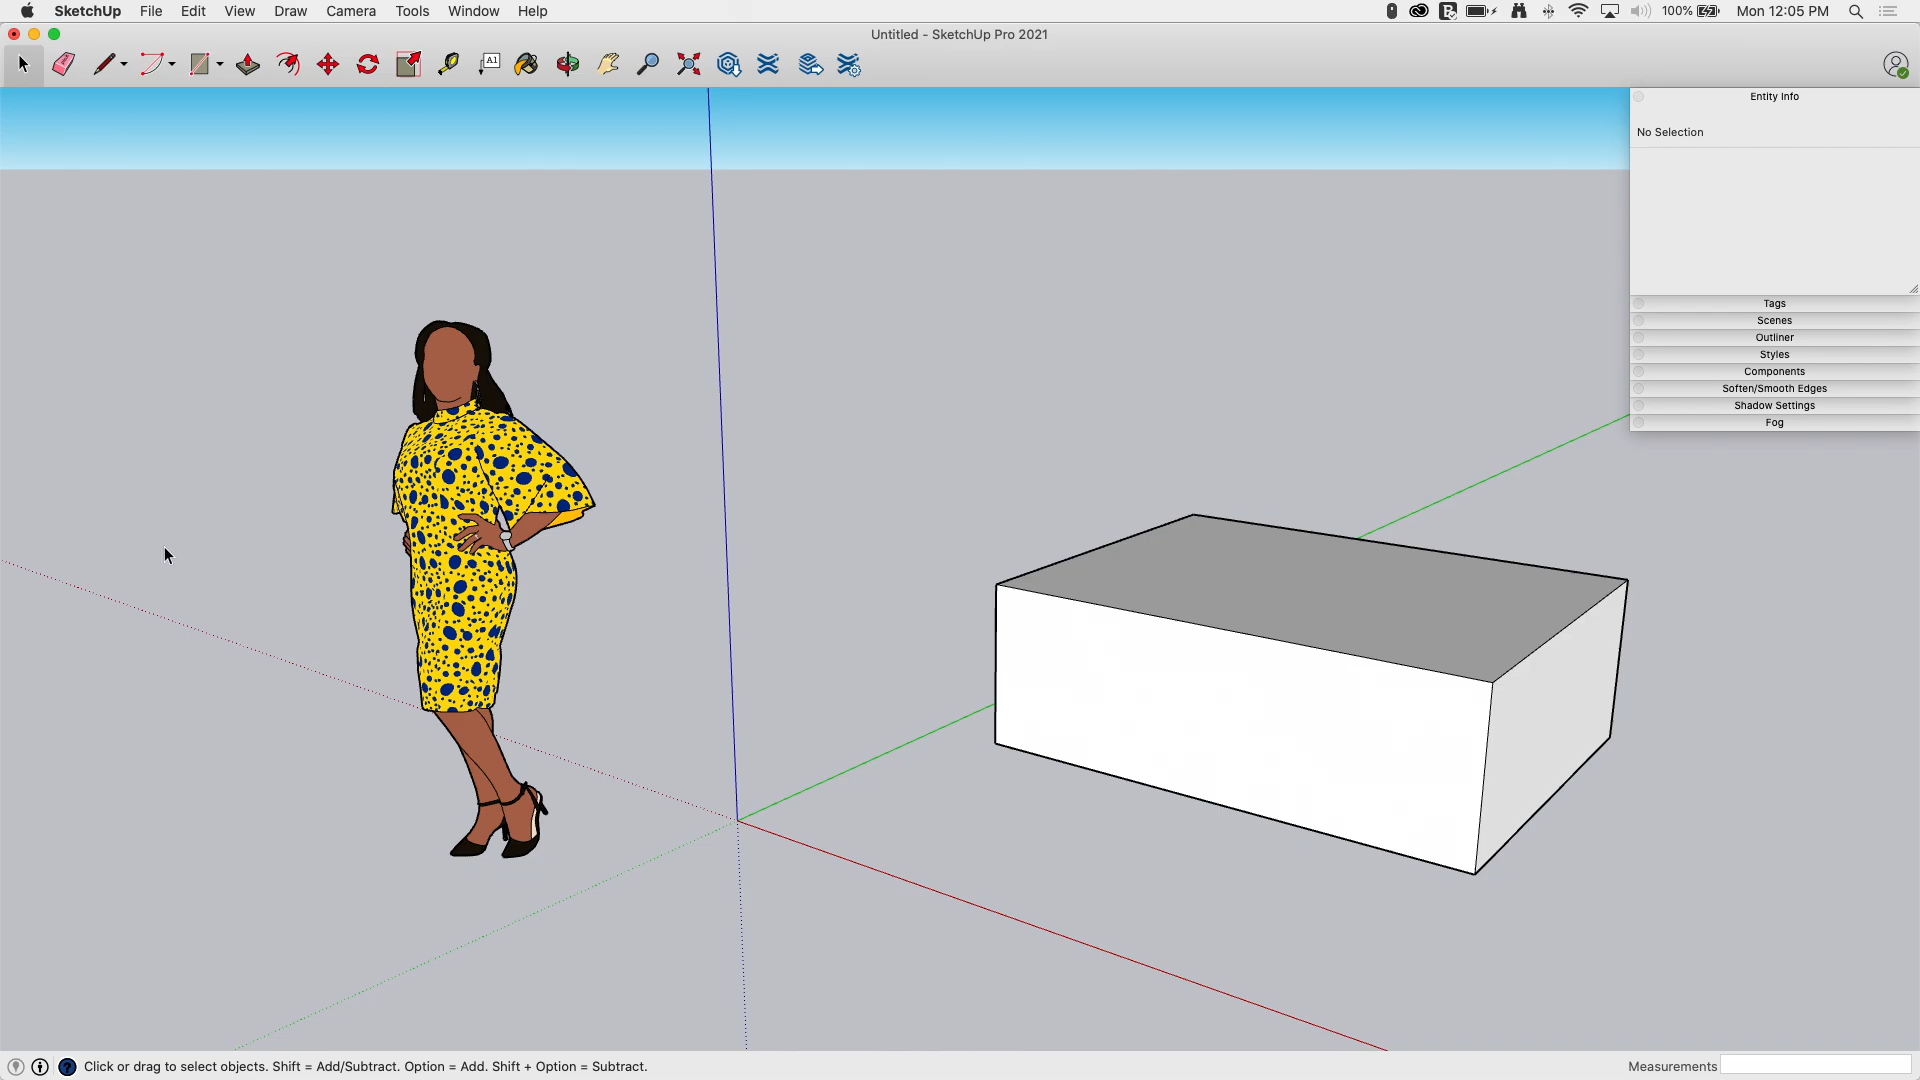 SketchUp File Edit View Draw Camera Tools Window Help 100% Mon 12:05 PM
Untitled - SketchUp Pro 2021
A1
Entity Info
No Selection
Tags
Scenes
Outliner
Styles
Components
Soften/Smooth Edges
Shadow Settings
Fog
Click or drag to select objects. Shift = Add/Subtract. Option = Add. Shift + Option = Subtract. Measurements